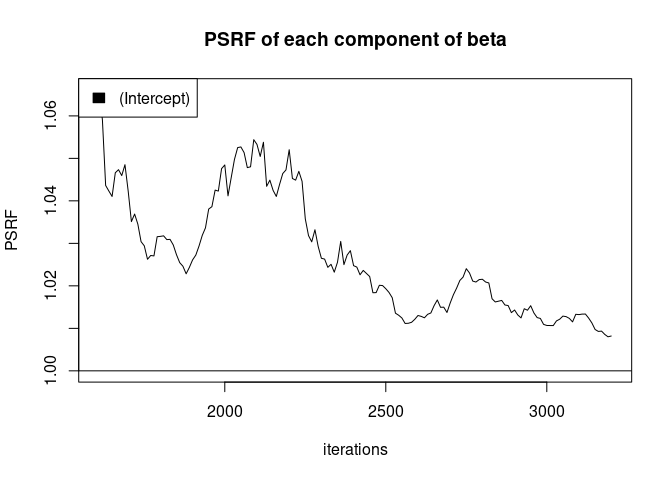 PSRF of each component of beta
(Intercept)
PSRF
1.06
1.04
1.02
1.00
2000
2500
3000
iterations